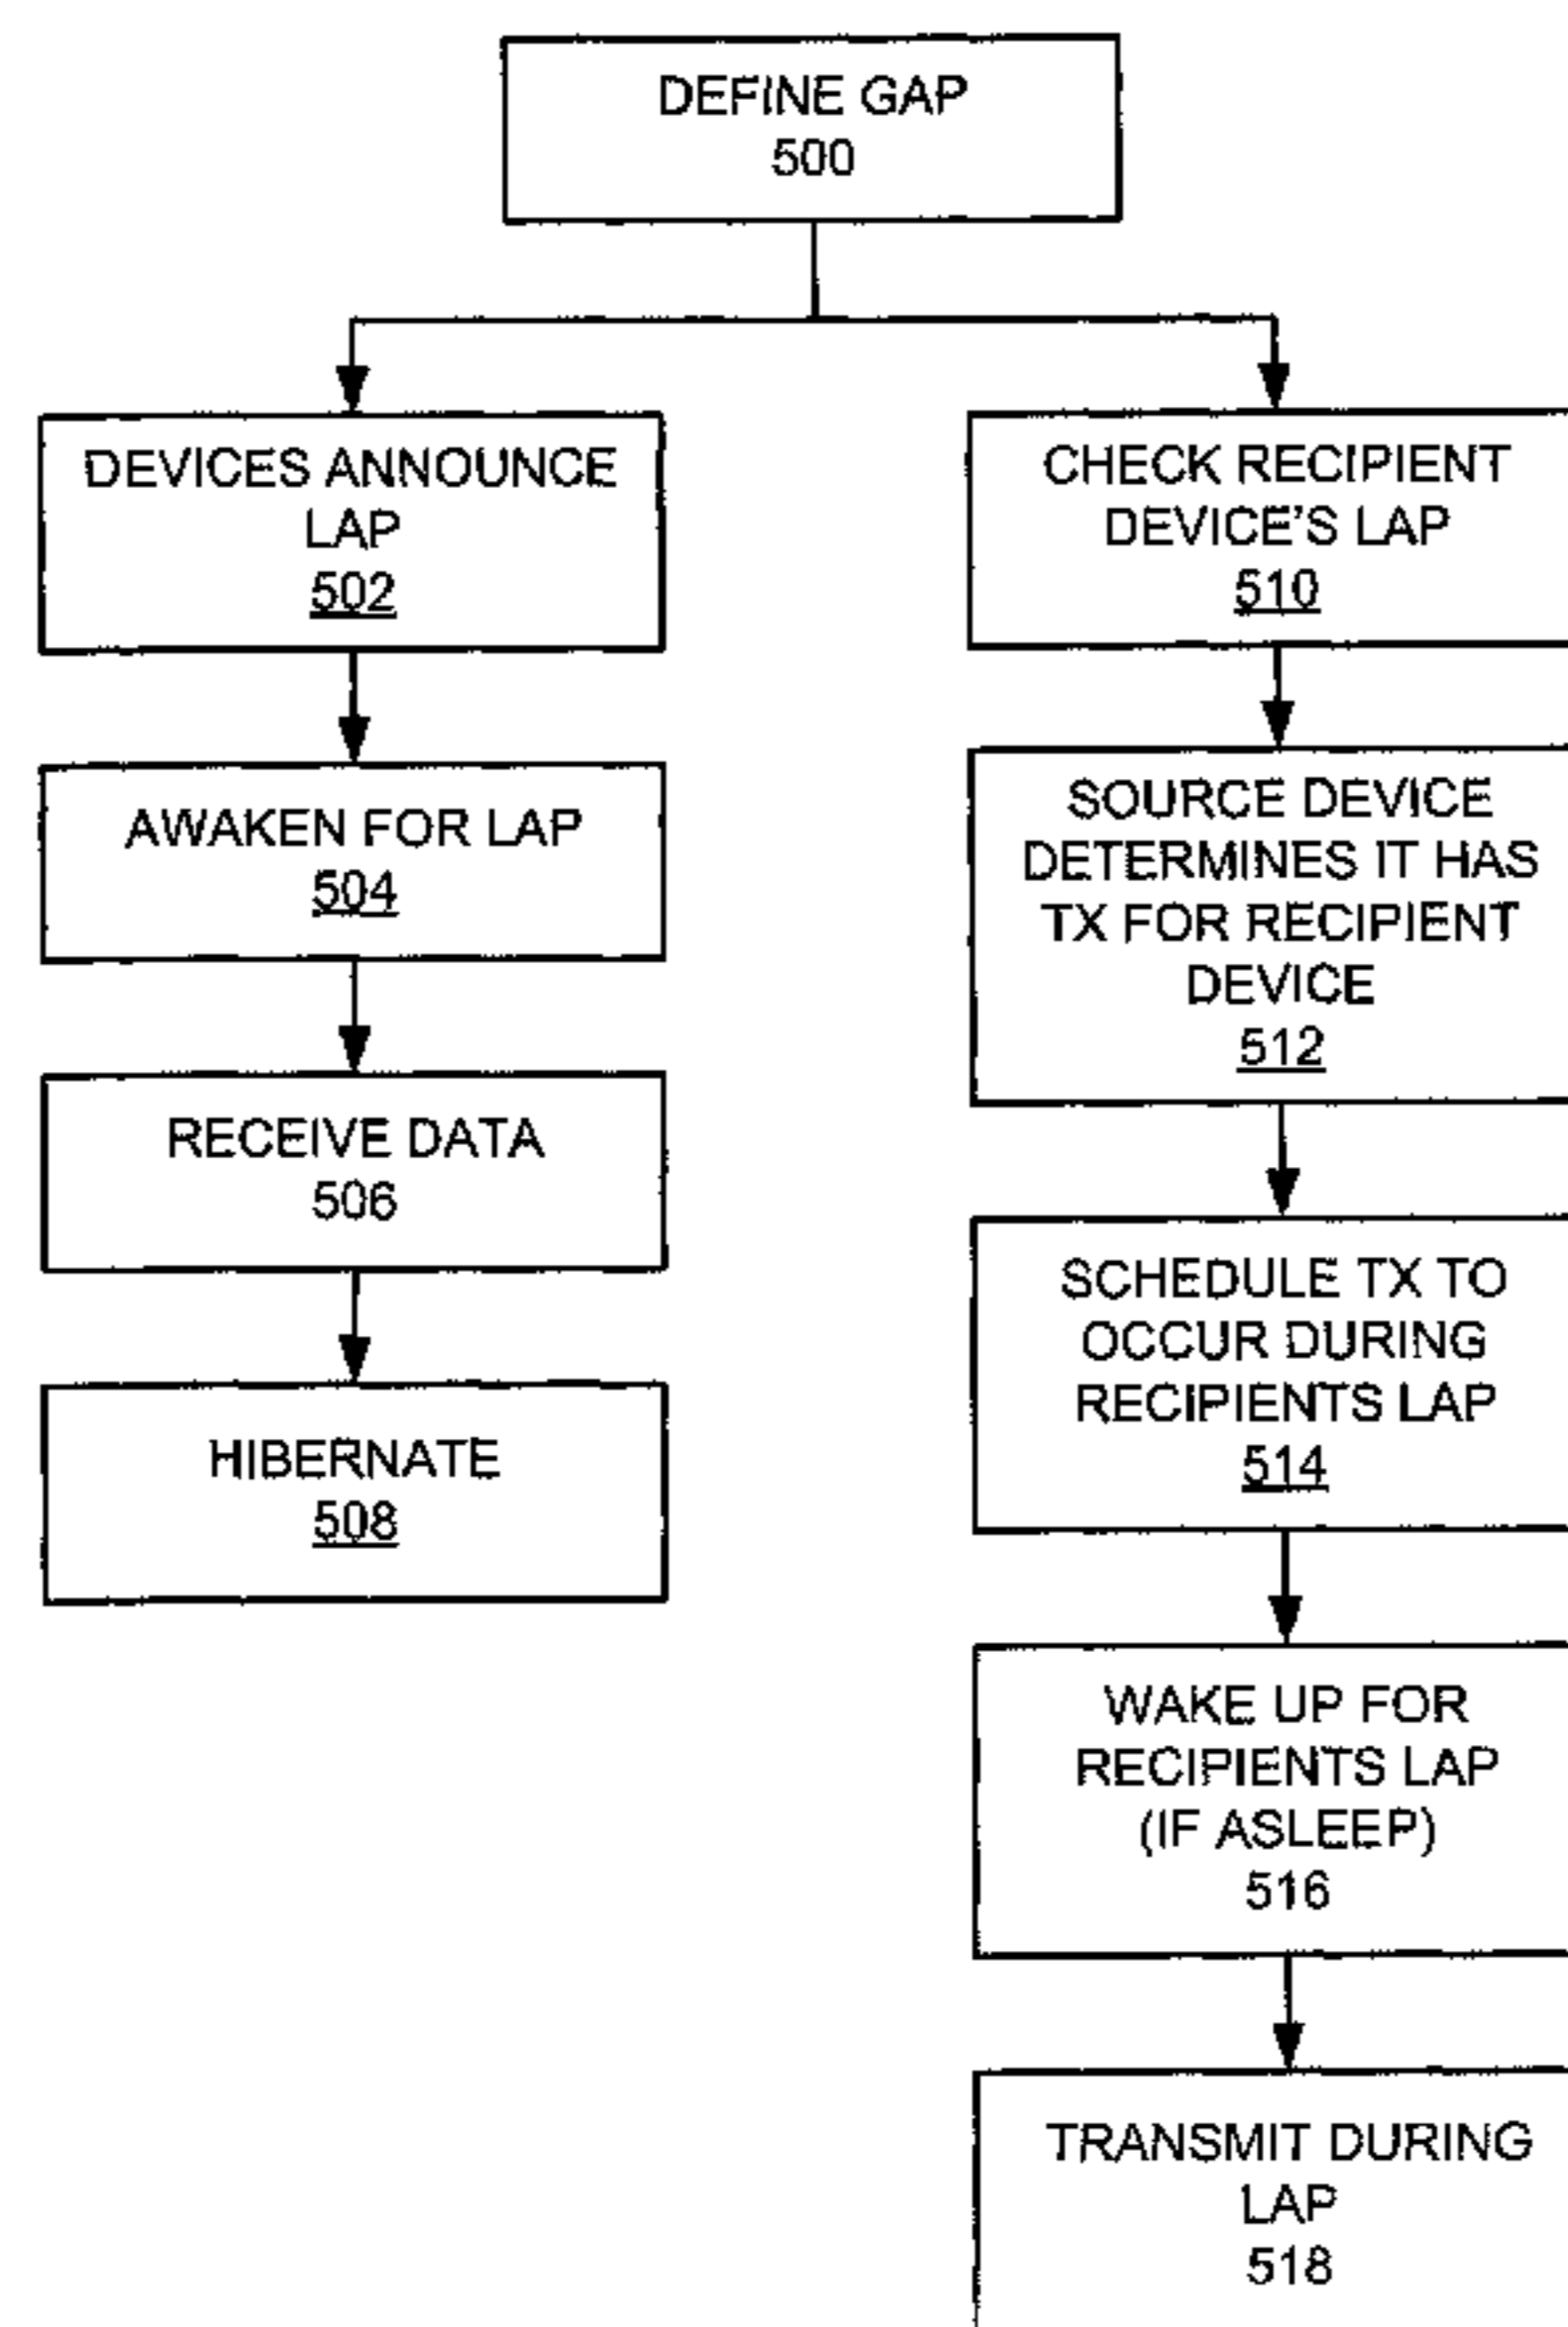 DEFINE GAP
500
DEVICES ANNOUNCE
LAP
502
AWAKEN FOR LAP
504
RECEIVE DATA
506
HIBERNATE
508
CHECK RECIPIENT
DEVICE'S LAP
510
SOURCE DEVICE
DETERMINES IT HAS
TX FOR RECIPIENT
DEVICE
512
SCHEDULE TX TO
OCCUR DURING
RECIPIENTS LAP
514
WAKE UP FOR
RECIPIENTS LAP
(IF ASLEEP)
516
TRANSMIT DURING
LAP
518